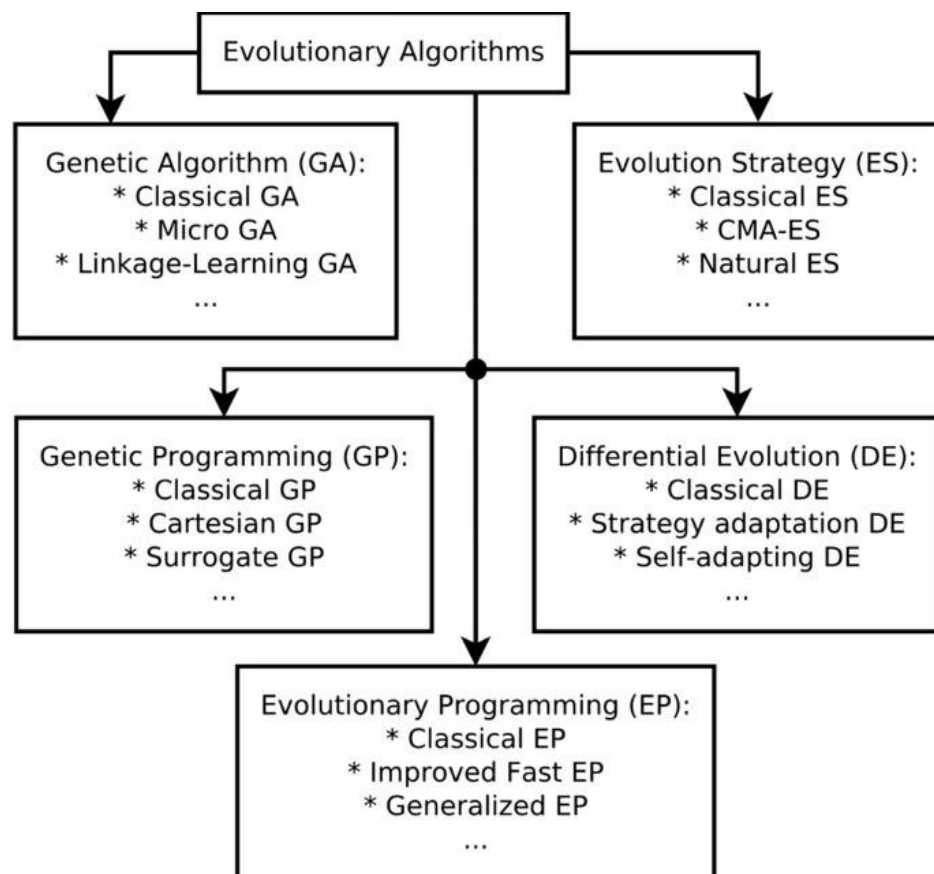 Evolutionary Algorithms
Genetic Algorithm (GA):
* Classical GA
* Micro GA
* Linkage-Learning GA
...
Evolution Strategy (ES):
* Classical ES
* CMA-ES
* Natural ES
...
Genetic Programming (GP):
* Classical GP
* Cartesian GP
* Surrogate GP
...
Differential Evolution (DE):
* Classical DE
* Strategy adaptation DE
* Self-adapting DE
...
Evolutionary Programming (EP):
* Classical EP
* Improved Fast EP
* Generalized EP
...